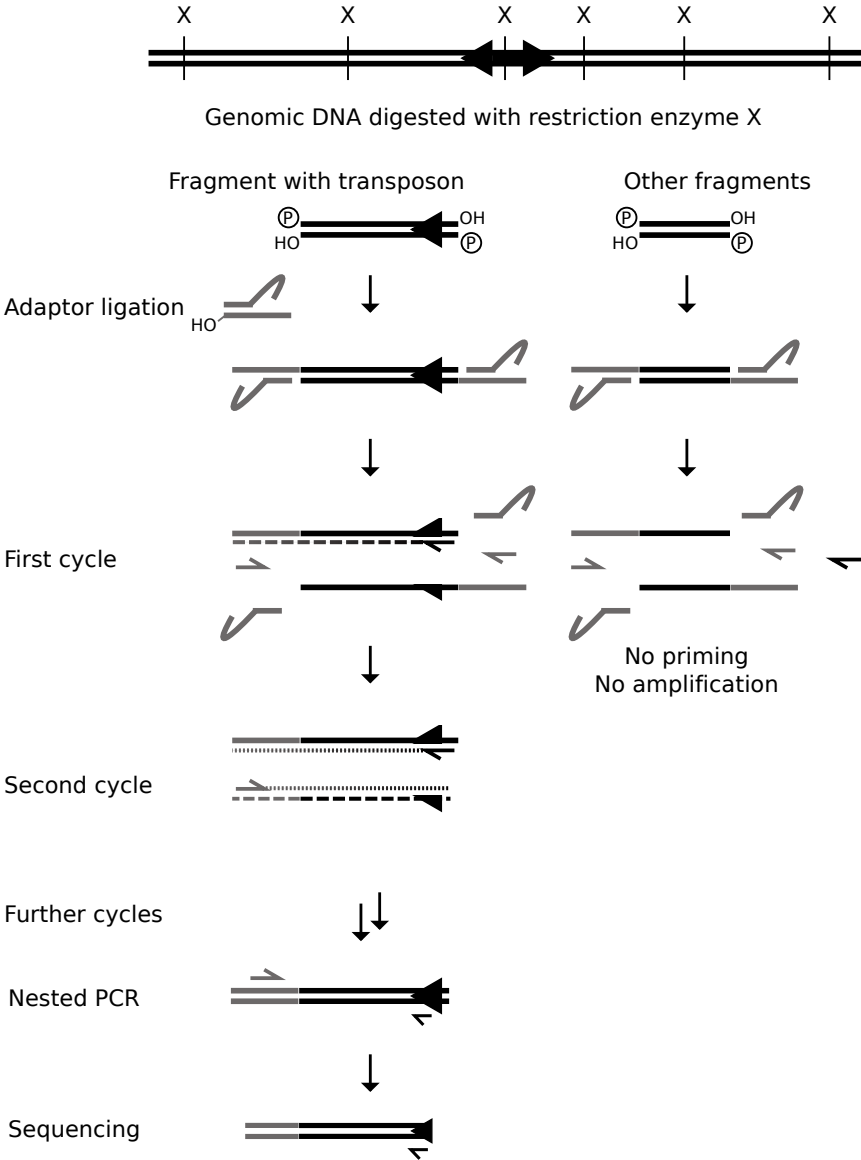 X X X X X X
Genomic DNA digested with restriction enzyme X
Fragment with transposon
Other fragments
P OH
HO P
P OH
HO P
Adaptor ligation
HO
First cycle
No priming
No amplification
Second cycle
Further cycles
Nested PCR
Sequencing